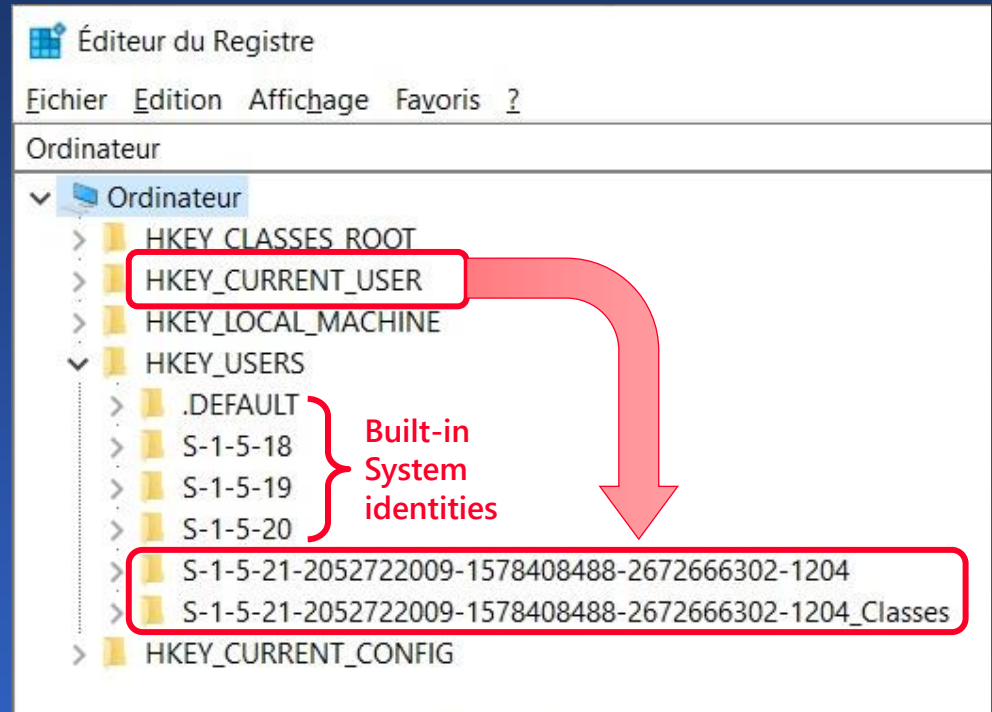 Éditeur du Registre
Fichier Edition Affichage Favoris ?
Ordinateur
Ordinateur
HKEY_CLASSES_ROOT
HKEY_CURRENT_USER
HKEY_LOCAL_MACHINE
HKEY_USERS
.DEFAULT
S-1-5-18
S-1-5-19
S-1-5-20
Built-in
System
identities
S-1-5-21-2052722009-1578408488-2672666302-1204
S-1-5-21-2052722009-1578408488-2672666302-1204_Classes
HKEY_CURRENT_CONFIG